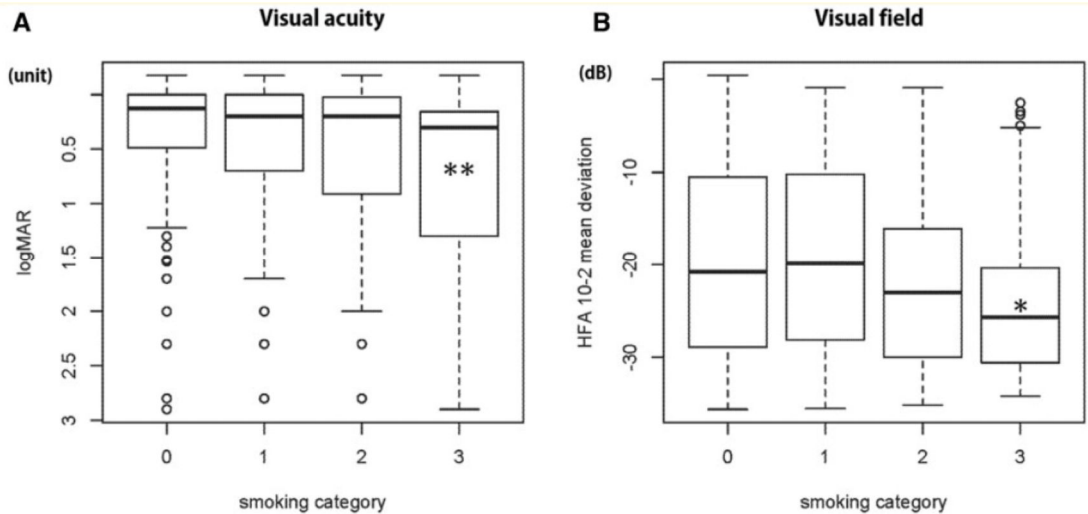 A
Visual acuity
(unit)
0.5
1
1.5
2
2.5
3
logMAR
**
0 1 2 3
smoking category
B
Visual field
(dB)
-10
-20
-30
HFA 10-2 mean deviation
*
0 1 2 3
smoking category